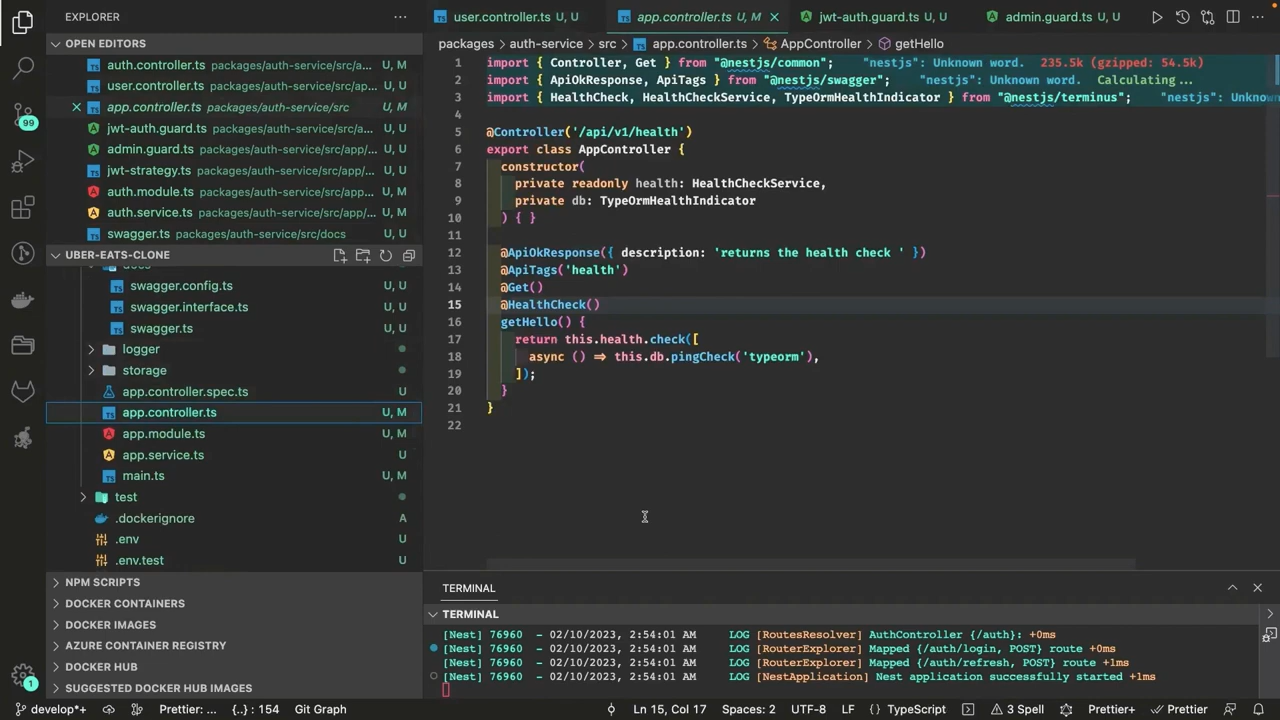 EXPLORER
OPEN EDITORS
auth.controller.ts packages/auth-service/src/app/... U
user.controller.ts packages/auth-service/src/app/... U
app.controller.ts packages/auth-service/src M
jwt-auth.guard.ts packages/auth-service/src/a... U
admin.guard.ts packages/auth-service/src/app/... U
jwt-strategy.ts packages/auth-service/src/app/... U
auth.module.ts packages/auth-service/src/app/... U
auth.service.ts packages/auth-service/src/app/... U
swagger.ts packages/auth-service/src/docs U
99
UBER-EATS-CLONE
docs
swagger.config.ts U
swagger.interface.ts U
swagger.ts U
logger
storage
app.controller.spec.ts U
app.controller.ts U, M
app.module.ts U, M
app.service.ts U
main.ts U, M
test
.dockerignore A
.env U
.env.test U
NPM SCRIPTS
DOCKER CONTAINERS
DOCKER IMAGES
AZURE CONTAINER REGISTRY
DOCKER HUB
SUGGESTED DOCKER HUB IMAGES
1
user.controller.ts U, U
app.controller.ts U, M
jwt-auth.guard.ts U, U
admin.guard.ts U, U
packages > auth-service > src > app.controller.ts > AppController > getHello
1 import { Controller, Get } from "@nestjs/common"; "nestjs": Unknown word. 235.5k (gzipped: 54.5k)
2 import { ApiOkResponse, ApiTags } from "@nestjs/swagger"; "nestjs": Unknown word. Calculating...
3 import { HealthCheck, HealthCheckService, TypeOrmHealthIndicator } from "@nestjs/terminus"; "nestjs": Unknow
4
5 @Controller('/api/v1/health')
6 export class AppController {
7 constructor(
8 private readonly health: HealthCheckService,
9 private db: TypeOrmHealthIndicator
10 ) { }
11
12 @ApiOkResponse({ description: 'returns the health check ' })
13 @ApiTags('health')
14 @Get()
15 @HealthCheck()
16 getHello() {
17 return this.health.check([
18 async () => this.db.pingCheck('typeorm'),
19 ]);
20 }
21 }
22
TERMINAL
TERMINAL
[Nest] 76960 - 02/10/2023, 2:54:01 AM LOG [RoutesResolver] AuthController {/auth}: +0ms
[Nest] 76960 - 02/10/2023, 2:54:01 AM LOG [RouterExplorer] Mapped {/auth/login, POST} route +0ms
[Nest] 76960 - 02/10/2023, 2:54:01 AM LOG [RouterExplorer] Mapped {/auth/refresh, POST} route +1ms
[Nest] 76960 - 02/10/2023, 2:54:01 AM LOG [NestApplication] Nest application successfully started +1ms
develop*+ Prettier: ... {..} : 154 Git Graph Ln 15, Col 17 Spaces: 2 UTF-8 LF {} TypeScript 3 Spell Prettier+ Prettier